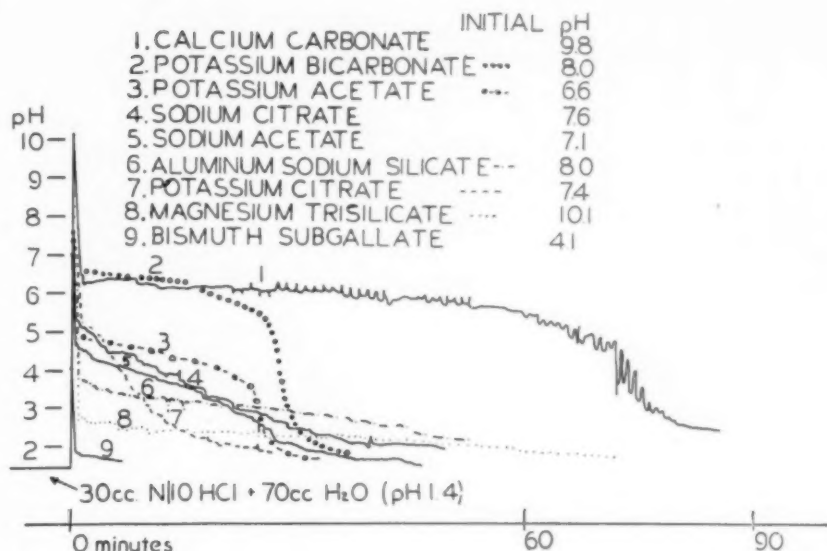 INITIAL pH
1. CALCIUM CARBONATE 9.8
2. POTASSIUM BICARBONATE 8.0
3. POTASSIUM ACETATE 6.6
4. SODIUM CITRATE 7.6
5. SODIUM ACETATE 7.1
6. ALUMINUM SODIUM SILICATE 8.0
7. POTASSIUM CITRATE 7.4
8. MAGNESIUM TRISILICATE 10.1
9. BISMUTH SUBGALLATE 4.1
pH
10
9
8
7
6
5
4
3
2
2 1
3
5 4
6
7
8
9
30cc. N|10 HCl + 70cc H2O (pH 1.4)
0 minutes 60 90